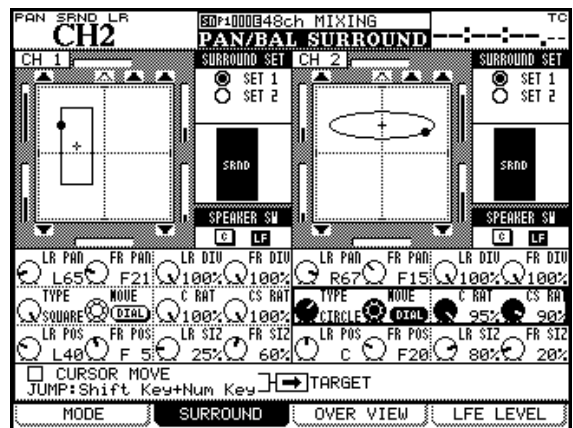 PAN SRND LR
CH2
48ch MIXING
TC
PAN/BAL SURROUND
--:--:--.--
CH 1
SURROUND SET
SET 1
SET 2
SRND
SPEAKER SW
C LF
CH 2
SURROUND SET
SET 1
SET 2
SRND
SPEAKER SW
C LF
LR PAN FR PAN LR DIV FR DIV
L65 F21 100% 100%
TYPE MOVE C RAT CS RAT
SQUARE DIAL 100% 100%
LR POS FR POS LR SIZ FR SIZ
L40 F 5 25% 60%
LR PAN FR PAN LR DIV FR DIV
R67 F15 100% 100%
TYPE MOVE C RAT CS RAT
CIRCLE DIAL 95% 90%
LR POS FR POS LR SIZ FR SIZ
C F20 80% 20%
CURSOR MOVE
JUMP:Shift Key+Num Key
TARGET
MODE SURROUND OVER VIEW LFE LEVEL